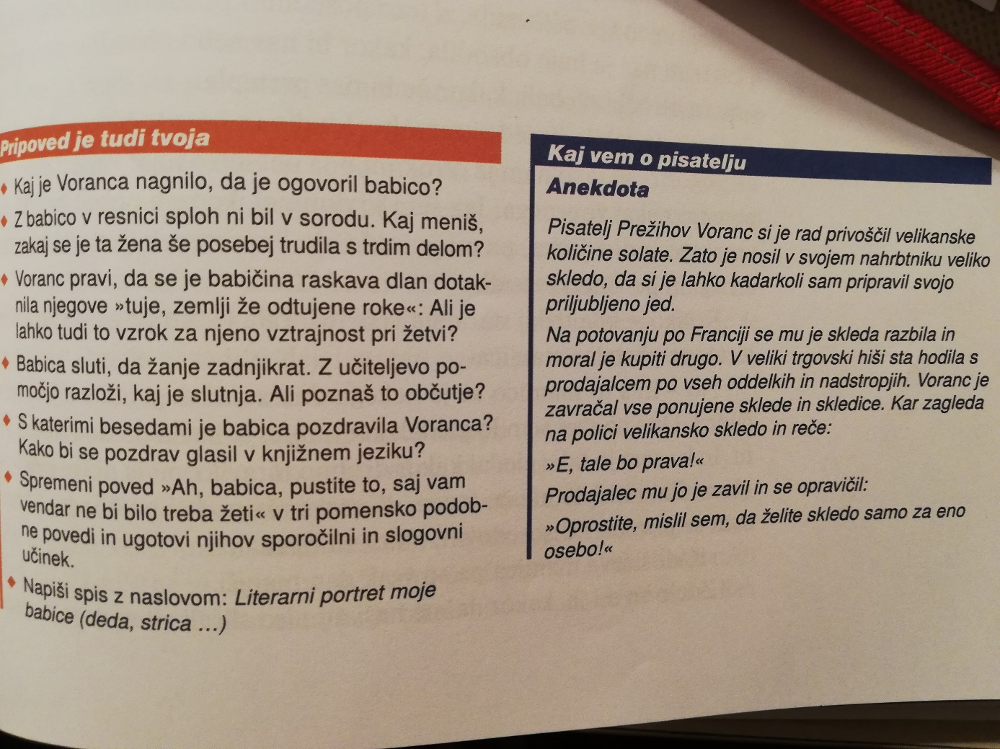 Pripoved je tudi tvoja
♦ Kaj je Voranca nagnilo, da je ogovoril babico?
♦ Z babico v resnici sploh ni bil v sorodu. Kaj meniš,
zakaj se je ta žena še posebej trudila s trdim delom?
♦ Voranc pravi, da se je babičina raskava dlan dotak-
nila njegove »tuje, zemlji že odtujene roke«: Ali je
lahko tudi to vzrok za njeno vztrajnost pri žetvi?
♦ Babica sluti, da žanje zadnjikrat. Z učiteljevo po-
močjo razloži, kaj je slutnja. Ali poznaš to občutje?
♦ S katerimi besedami je babica pozdravila Voranca?
Kako bi se pozdrav glasil v knjižnem jeziku?
♦ Spremeni poved »Ah, babica, pustite to, saj vam
vendar ne bi bilo treba žeti« v tri pomensko podob-
ne povedi in ugotovi njihov sporočilni in slogovni
učinek.
♦ Napiši spis z naslovom: Literarni portret moje
babice (deda, strica ...)
Kaj vem o pisatelju
Anekdota
Pisatelj Prežihov Voranc si je rad privoščil velikanske
količine solate. Zato je nosil v svojem nahrbtniku veliko
skledo, da si je lahko kadarkoli sam pripravil svojo
priljubljeno jed.
Na potovanju po Franciji se mu je skleda razbila in
moral je kupiti drugo. V veliki trgovski hiši sta hodila s
prodajalcem po vseh oddelkih in nadstropjih. Voranc je
zavračal vse ponujene sklede in skledice. Kar zagleda
na polici velikansko skledo in reče:
»E, tale bo prava!«
Prodajalec mu jo je zavil in se opravičil:
»Oprostite, mislil sem, da želite skledo samo za eno
osebo!«